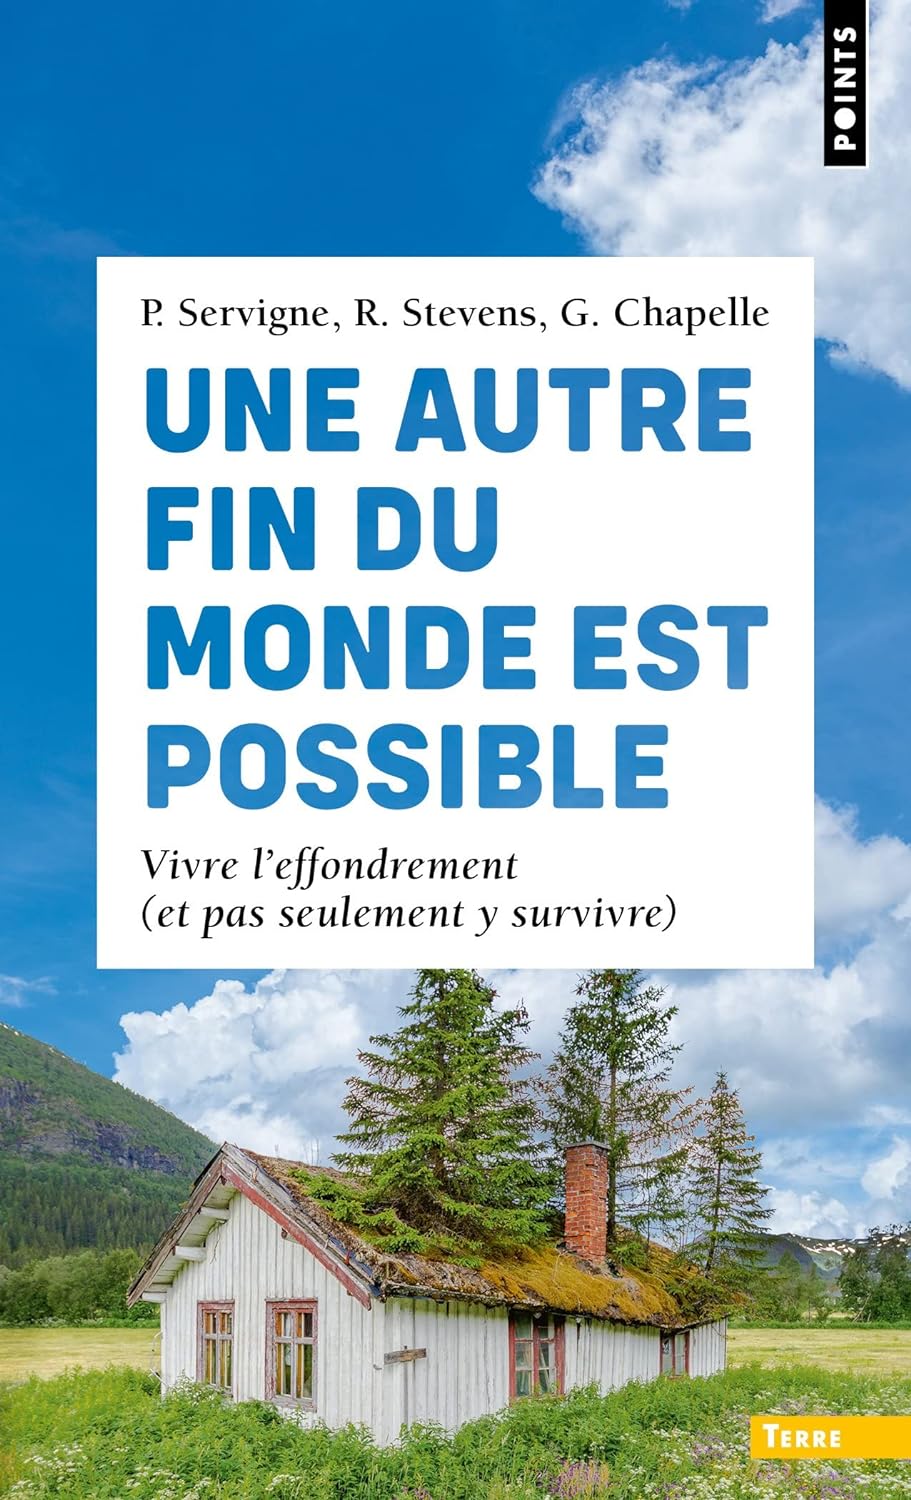 POINTS
P. Servigne, R. Stevens, G. Chapelle
UNE AUTRE
FIN DU
MONDE EST
POSSIBLE
Vivre l'effondrement
(et pas seulement y survivre)
TERRE